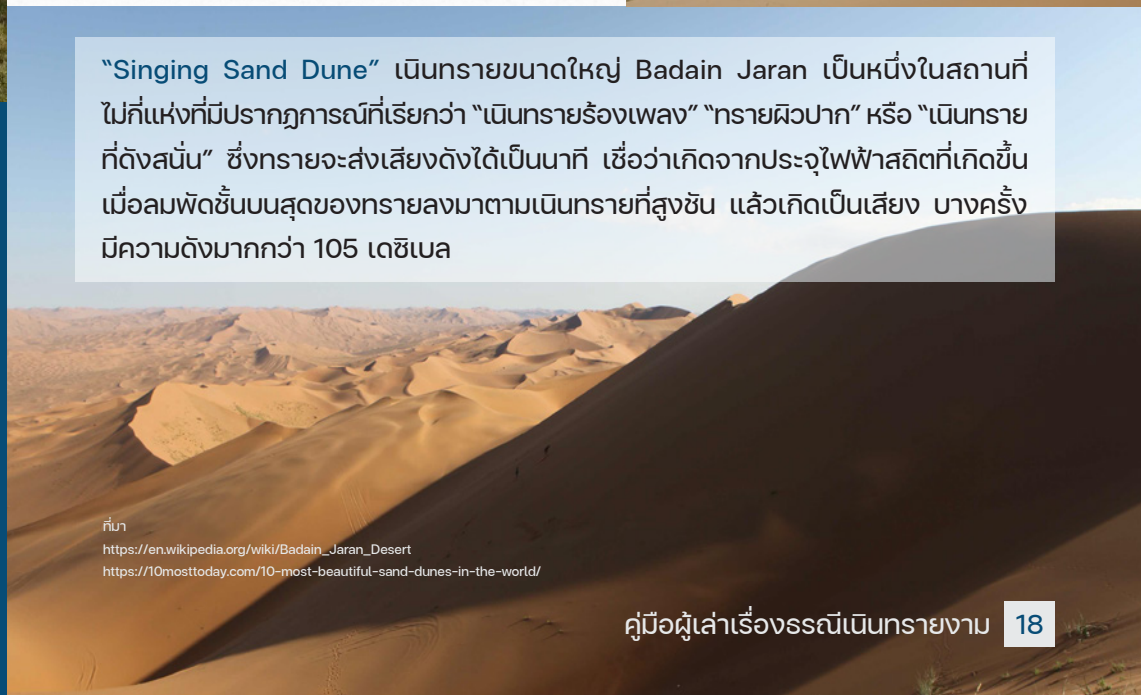 “Singing Sand Dune” เนินทรายขนาดใหญ่ Badain Jaran เป็นหนึ่งในสถานที่
ไม่กี่แห่งที่มีปรากฏการณ์ที่เรียกว่า “เนินทรายร้องเพลง” “ทรายผิวปาก” หรือ “เนินทราย
ที่ดังสนั่น” ซึ่งทรายจะส่งเสียงดังได้เป็นนาที เชื่อว่าเกิดจากประจุไฟฟ้าสถิตที่เกิดขึ้น
เมื่อลมพัดชั้นบนสุดของทรายลงมาตามเนินทรายที่สูงชัน แล้วเกิดเป็นเสียง บางครั้ง
มีความดังมากกว่า 105 เดซิเบล
ที่มา
https://en.wikipedia.org/wiki/Badain_Jaran_Desert
https://10mosttoday.com/10-most-beautiful-sand-dunes-in-the-world/
คู่มือผู้เล่าเรื่องธรณีเนินทรายงาม 18